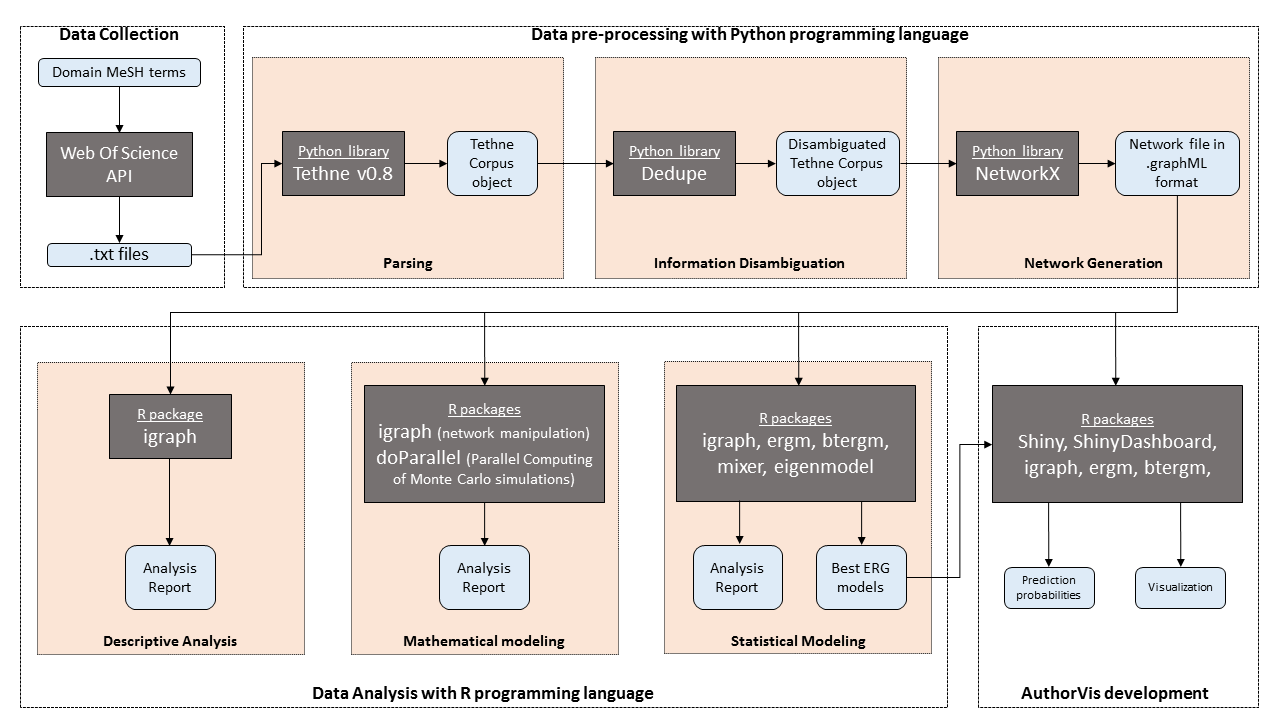 Data Collection
Domain MeSH terms
Web Of Science
API
.txt files
Data pre-processing with Python programming language
Python library
Tethne v0.8
Tethne
Corpus
object
Parsing
Python library
Dedupe
Disambiguated
Tethne Corpus
object
Information Disambiguation
Python library
NetworkX
Network file in
.graphML
format
Network Generation
R package
igraph
Analysis
Report
Descriptive Analysis
R packages
igraph (network manipulation)
doParallel (Parallel Computing
of Monte Carlo simulations)
Analysis
Report
Mathematical modeling
R packages
igraph, ergm, btergm,
mixer, eigenmodel
Analysis
Report
Best ERG
models
Statistical Modeling
Data Analysis with R programming language
R packages
Shiny, ShinyDashboard,
igraph, ergm, btergm,
Prediction
probabilities
Visualization
AuthorVis development